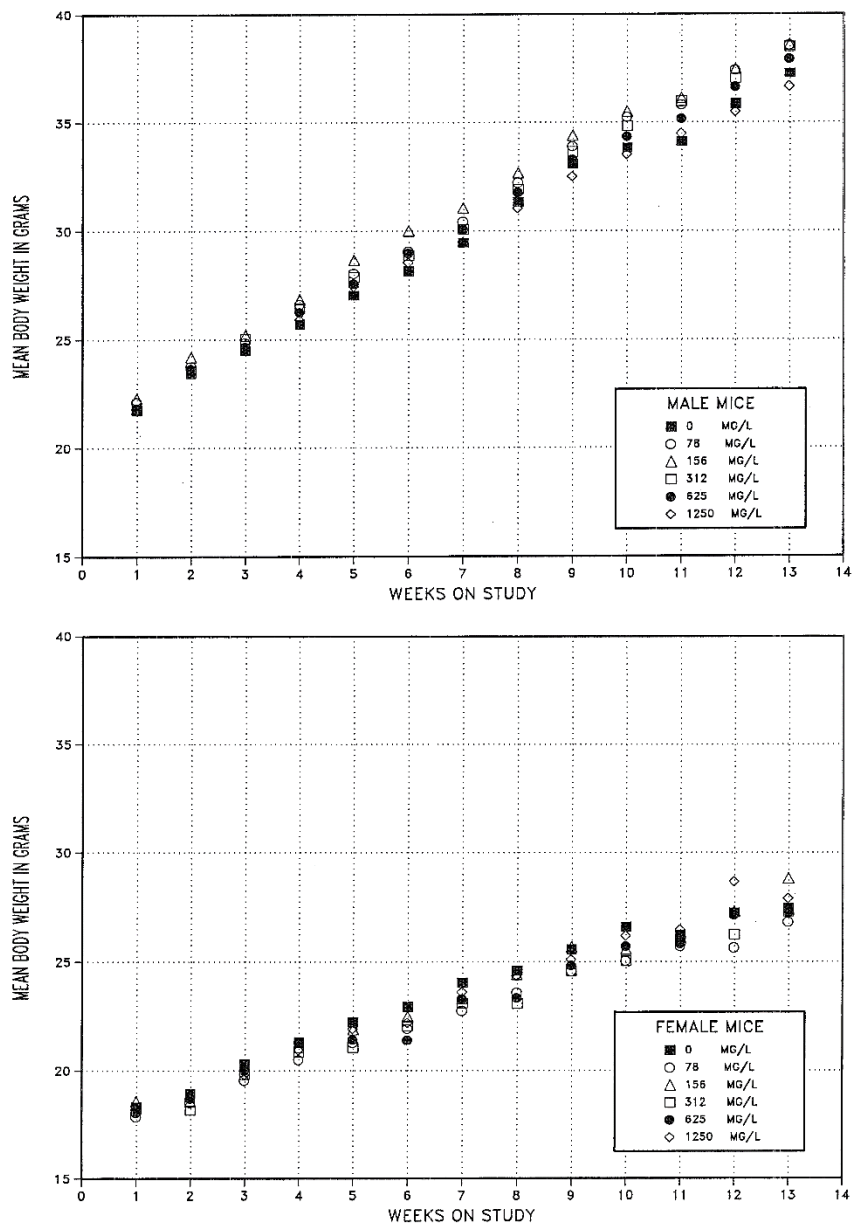 40
35
30
25
20
15
MEAN BODY WEIGHT IN GRAMS
0 1 2 3 4 5 6 7 8 9 10 11 12 13 14
WEEKS ON STUDY
MALE MICE
0 MG/L
78 MG/L
156 MG/L
312 MG/L
625 MG/L
1250 MG/L
40
35
30
25
20
15
MEAN BODY WEIGHT IN GRAMS
0 1 2 3 4 5 6 7 8 9 10 11 12 13 14
WEEKS ON STUDY
FEMALE MICE
0 MG/L
78 MG/L
156 MG/L
312 MG/L
625 MG/L
1250 MG/L